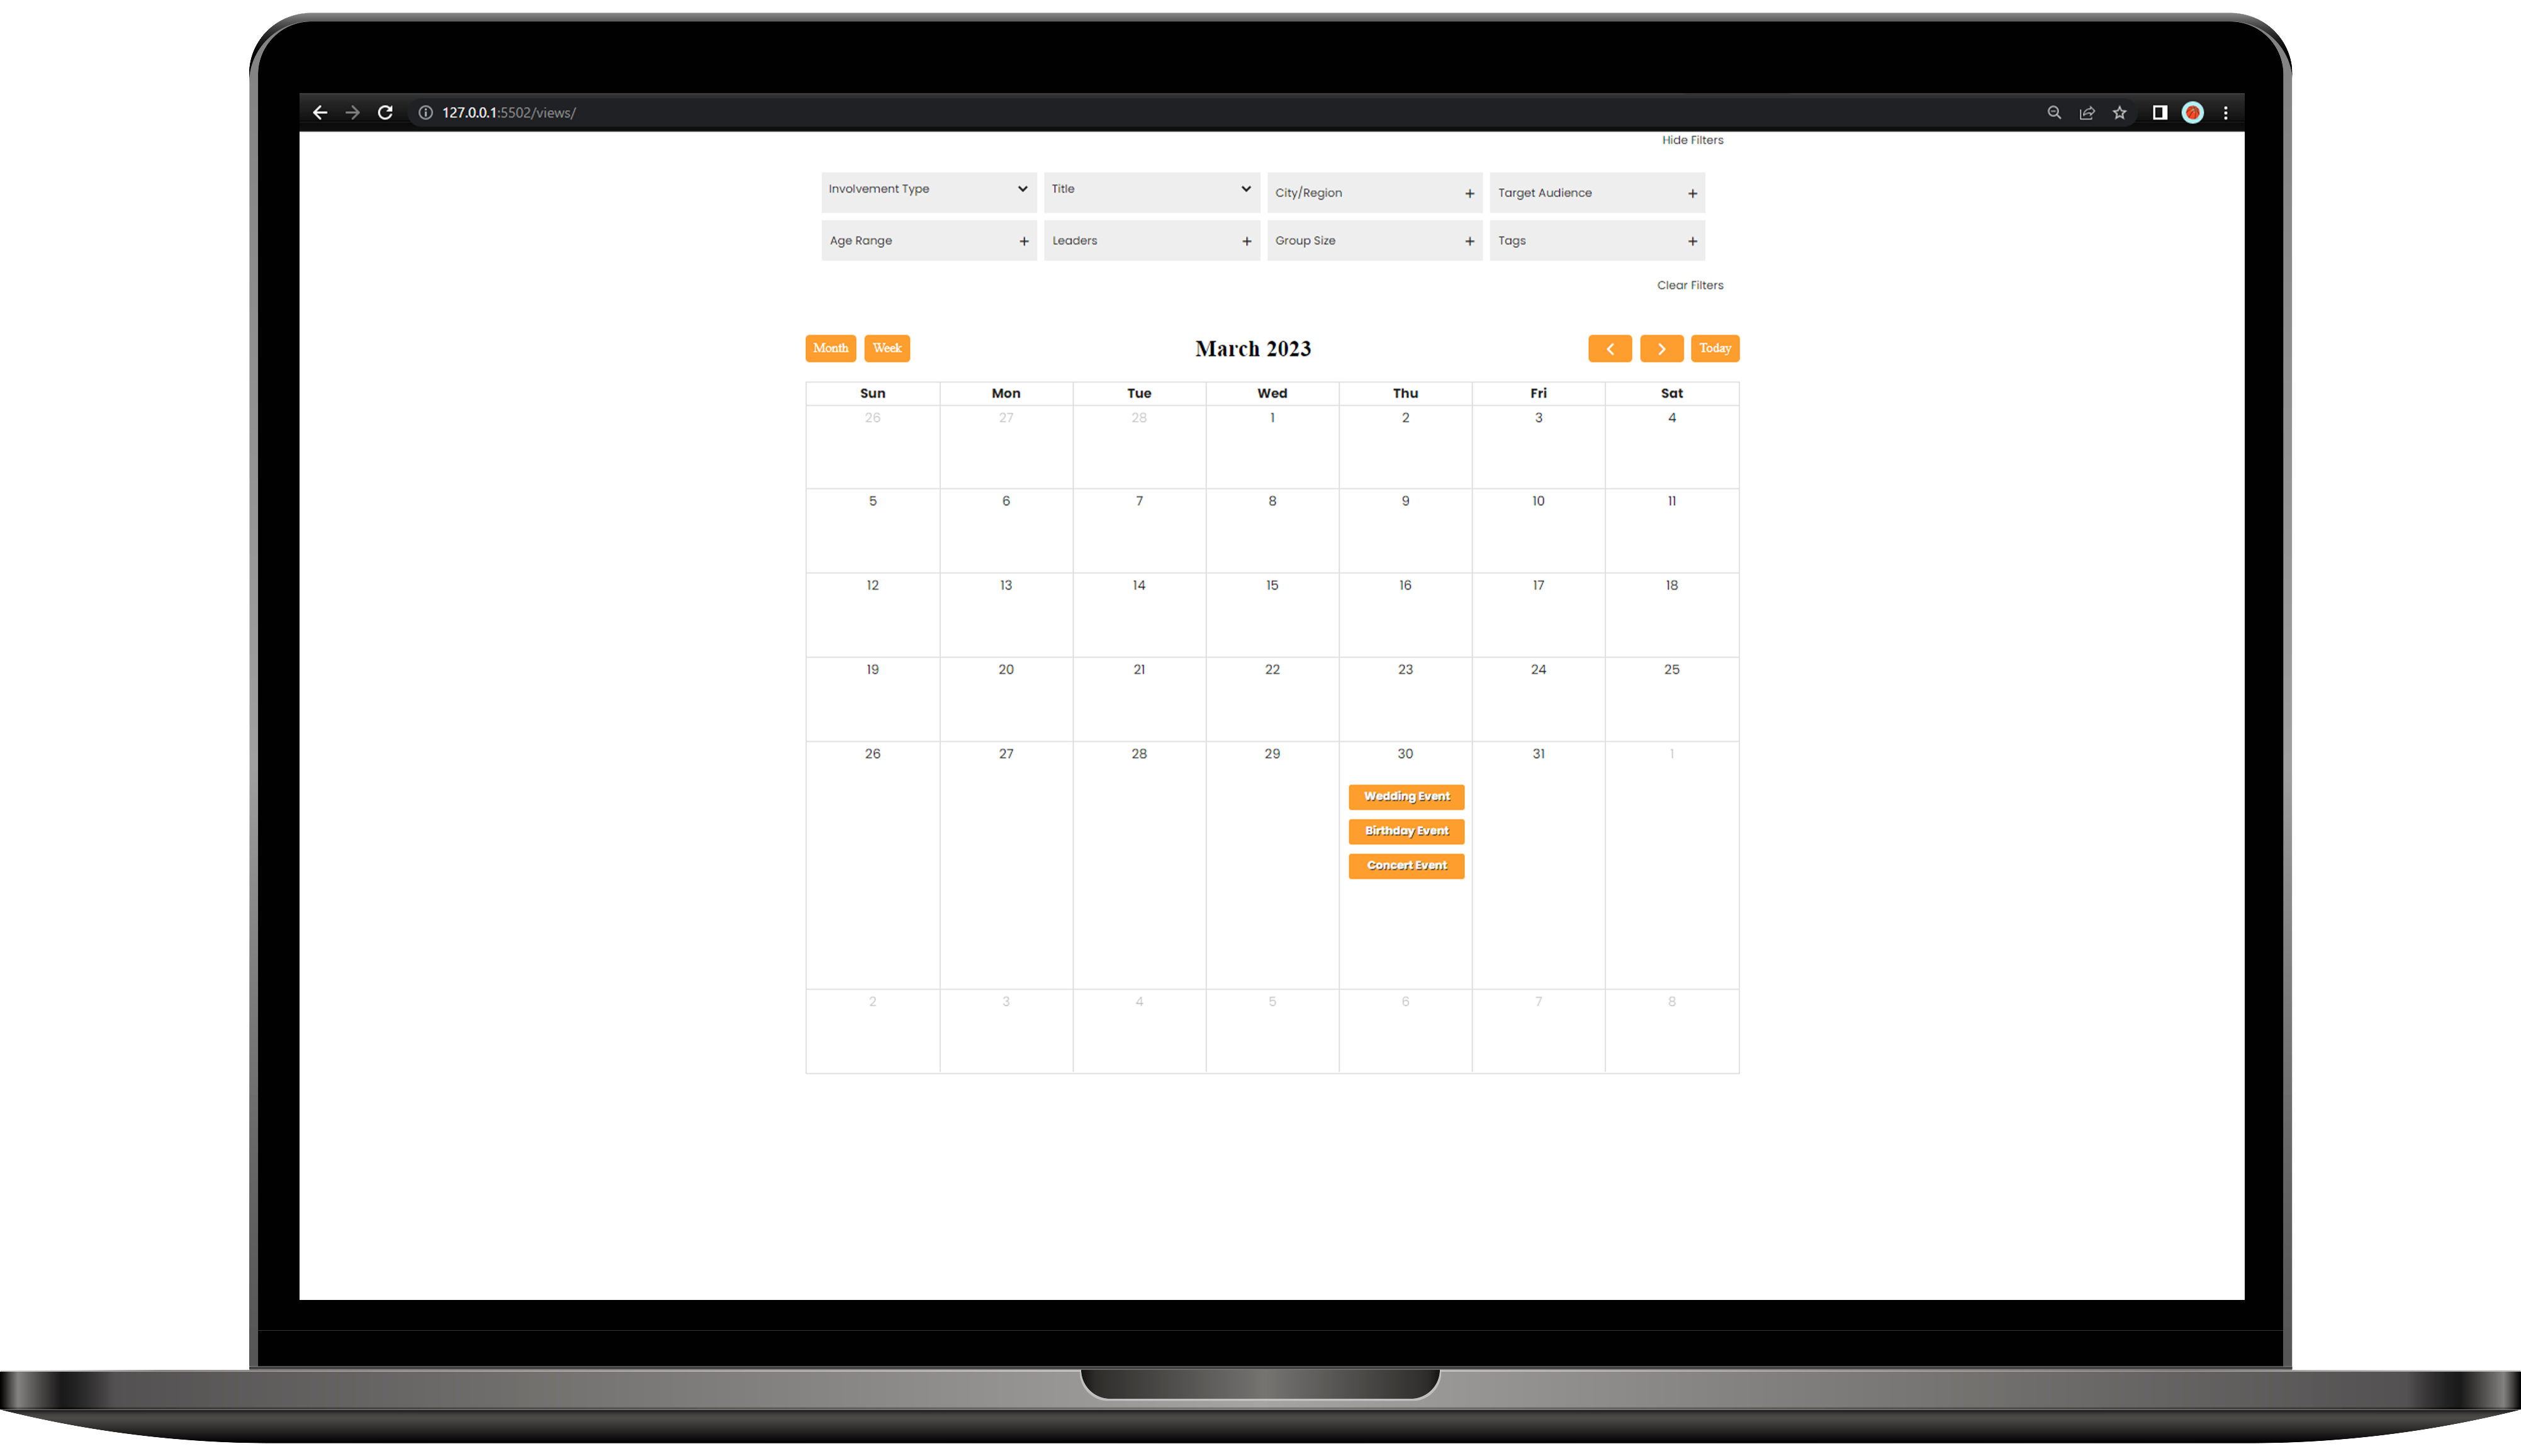 127.0.0.1:5502/views/
Hide Filters
Involvement Type Title City/Region + Target Audience +
Age Range + Leaders + Group Size + Tags +
Clear Filters
Month Week March 2023 < > Today
Sun Mon Tue Wed Thu Fri Sat
26 27 28 1 2 3 4
5 6 7 8 9 10 11
12 13 14 15 16 17 18
19 20 21 22 23 24 25
26 27 28 29 30 31 1
Wedding Event
Birthday Event
Concert Event
2 3 4 5 6 7 8